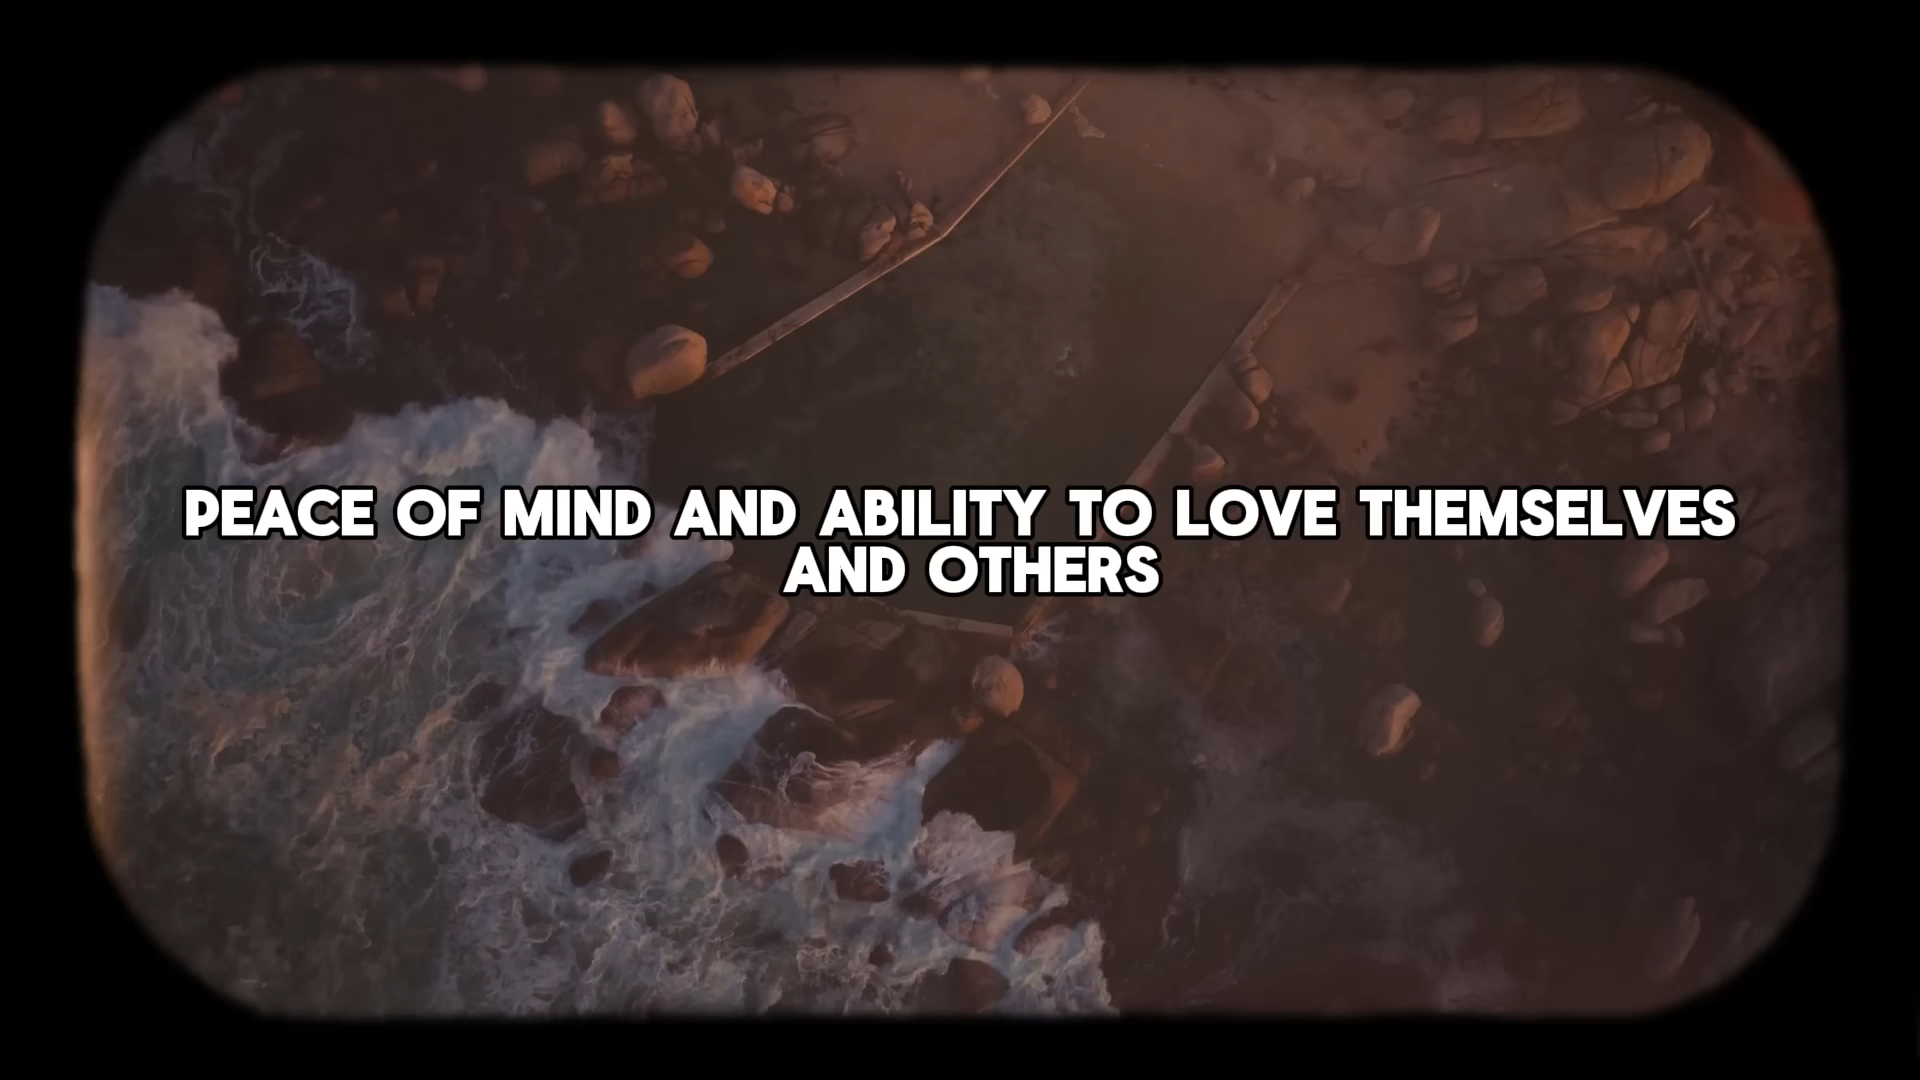 PEACE OF MIND AND ABILITY TO LOVE THEMSELVES
AND OTHERS